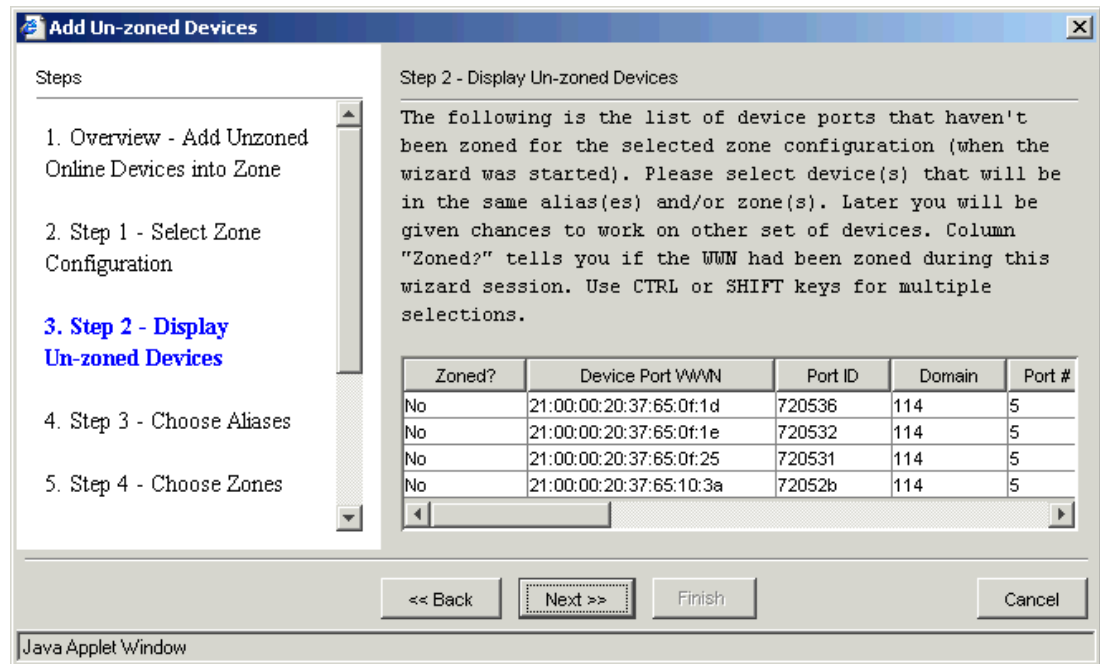 Add Un-zoned Devices
Steps
1. Overview - Add Unzoned
Online Devices into Zone
2. Step 1 - Select Zone
Configuration
3. Step 2 - Display
Un-zoned Devices
4. Step 3 - Choose Aliases
5. Step 4 - Choose Zones
Step 2 - Display Un-zoned Devices
The following is the list of device ports that haven't
been zoned for the selected zone configuration (when the
wizard was started). Please select device(s) that will be
in the same alias(es) and/or zone(s). Later you will be
given chances to work on other set of devices. Column
"Zoned?" tells you if the WWN had been zoned during this
wizard session. Use CTRL or SHIFT keys for multiple
selections.
Zoned? Device Port WWN Port ID Domain Port #
No 21:00:00:20:37:65:0f:1d 720536 114 5
No 21:00:00:20:37:65:0f:1e 720532 114 5
No 21:00:00:20:37:65:0f:25 720531 114 5
No 21:00:00:20:37:65:10:3a 72052b 114 5
<< Back Next >> Finish Cancel
Java Applet Window